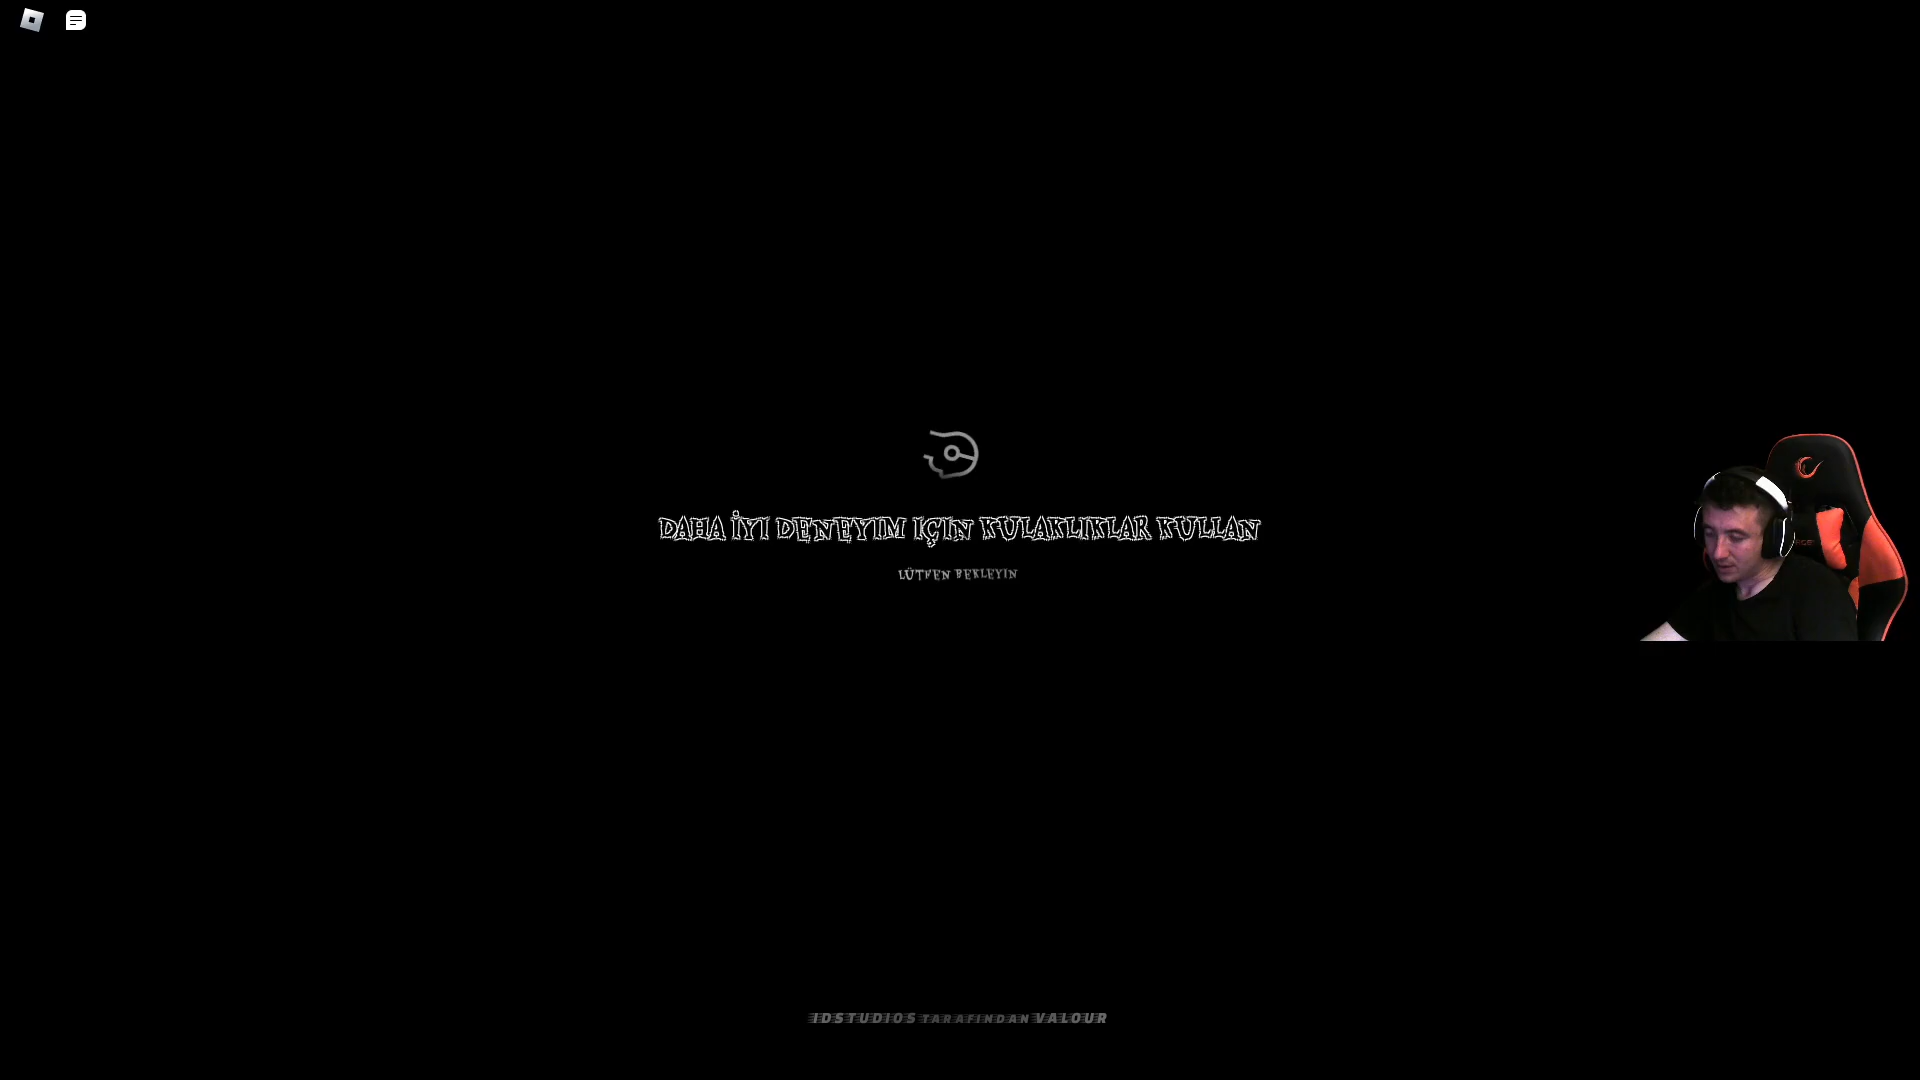 DAHA İYI DENEYIM IÇIN KULAKLIKLAR KULLAN
LÜTFEN BEKLEYIN
IDSTUDIOS TARAFINDAN VALOUR